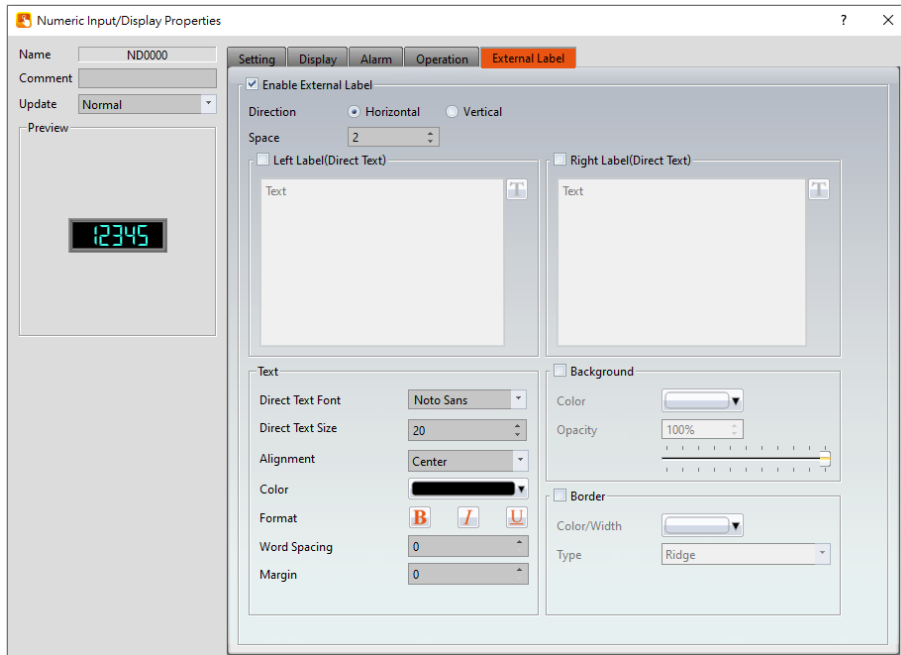 Numeric Input/Display Properties
? ×
Name ND0000
Comment
Update Normal
Preview
12345
Setting Display Alarm Operation External Label
Enable External Label
Direction Horizontal Vertical
Space 2
Left Label(Direct Text)
Text
T
Right Label(Direct Text)
Text
T
Text
Direct Text Font Noto Sans
Direct Text Size 20
Alignment Center
Color
Format B I U
Word Spacing 0
Margin 0
Background
Color
Opacity 100%
Border
Color/Width
Type Ridge